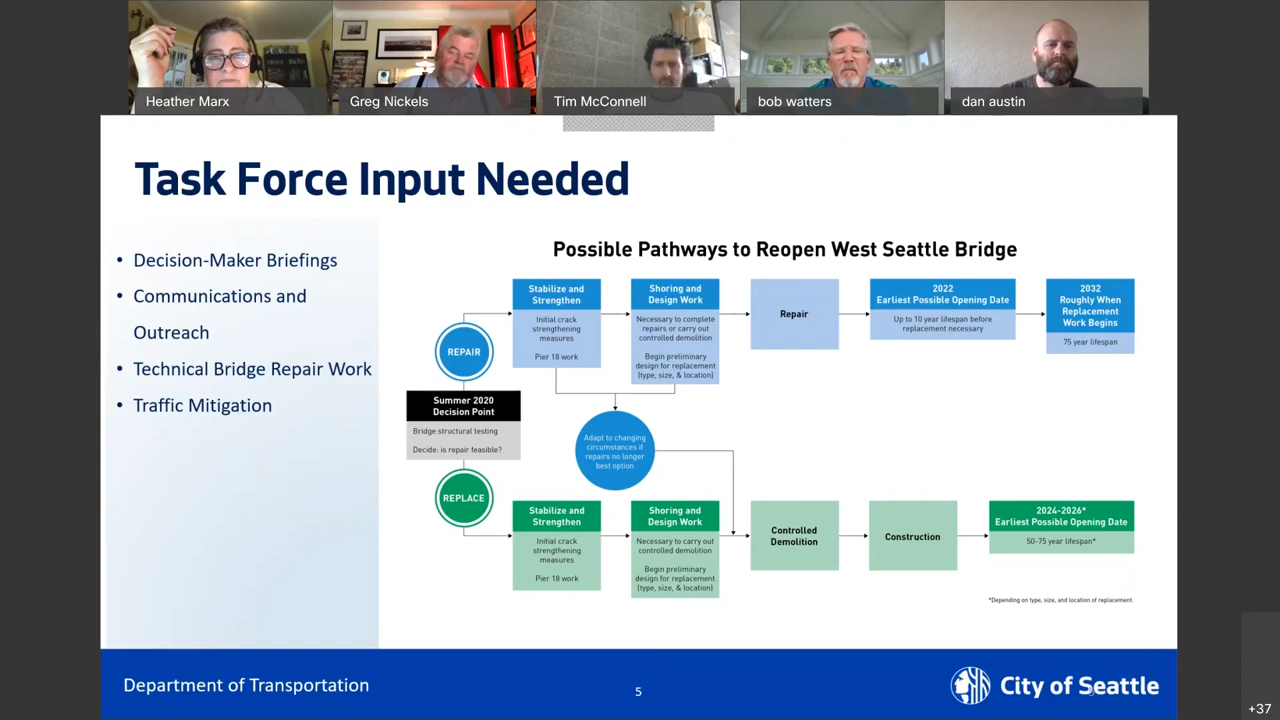 Heather Marx
Greg Nickels
Tim McConnell
bob watters
dan austin
Task Force Input Needed
• Decision-Maker Briefings
• Communications and
Outreach
• Technical Bridge Repair Work
• Traffic Mitigation
Possible Pathways to Reopen West Seattle Bridge
REPAIR
Stabilize and
Strengthen
Initial crack
strengthening
measures
Pier 18 work
Shoring and
Design Work
Necessary to complete
repairs or carry out
controlled demolition
Begin preliminary
design for replacement
(type, size, & location)
Repair
2022
Earliest Possible Opening Date
Up to 10 year lifespan before
replacement necessary
2032
Roughly When
Replacement
Work Begins
75 year lifespan
Summer 2020
Decision Point
Bridge structural testing
Decide: is repair feasible?
Adapt to changing
circumstances if
repairs no longer
best option
REPLACE
Stabilize and
Strengthen
Initial crack
strengthening
measures
Pier 18 work
Shoring and
Design Work
Necessary to carry out
controlled demolition
Begin preliminary
design for replacement
(type, size, & location)
Controlled
Demolition
Construction
2024-2026*
Earliest Possible Opening Date
50-75 year lifespan*
*Depending on type, size, and location of replacement.
Department of Transportation
5
City of Seattle
+37